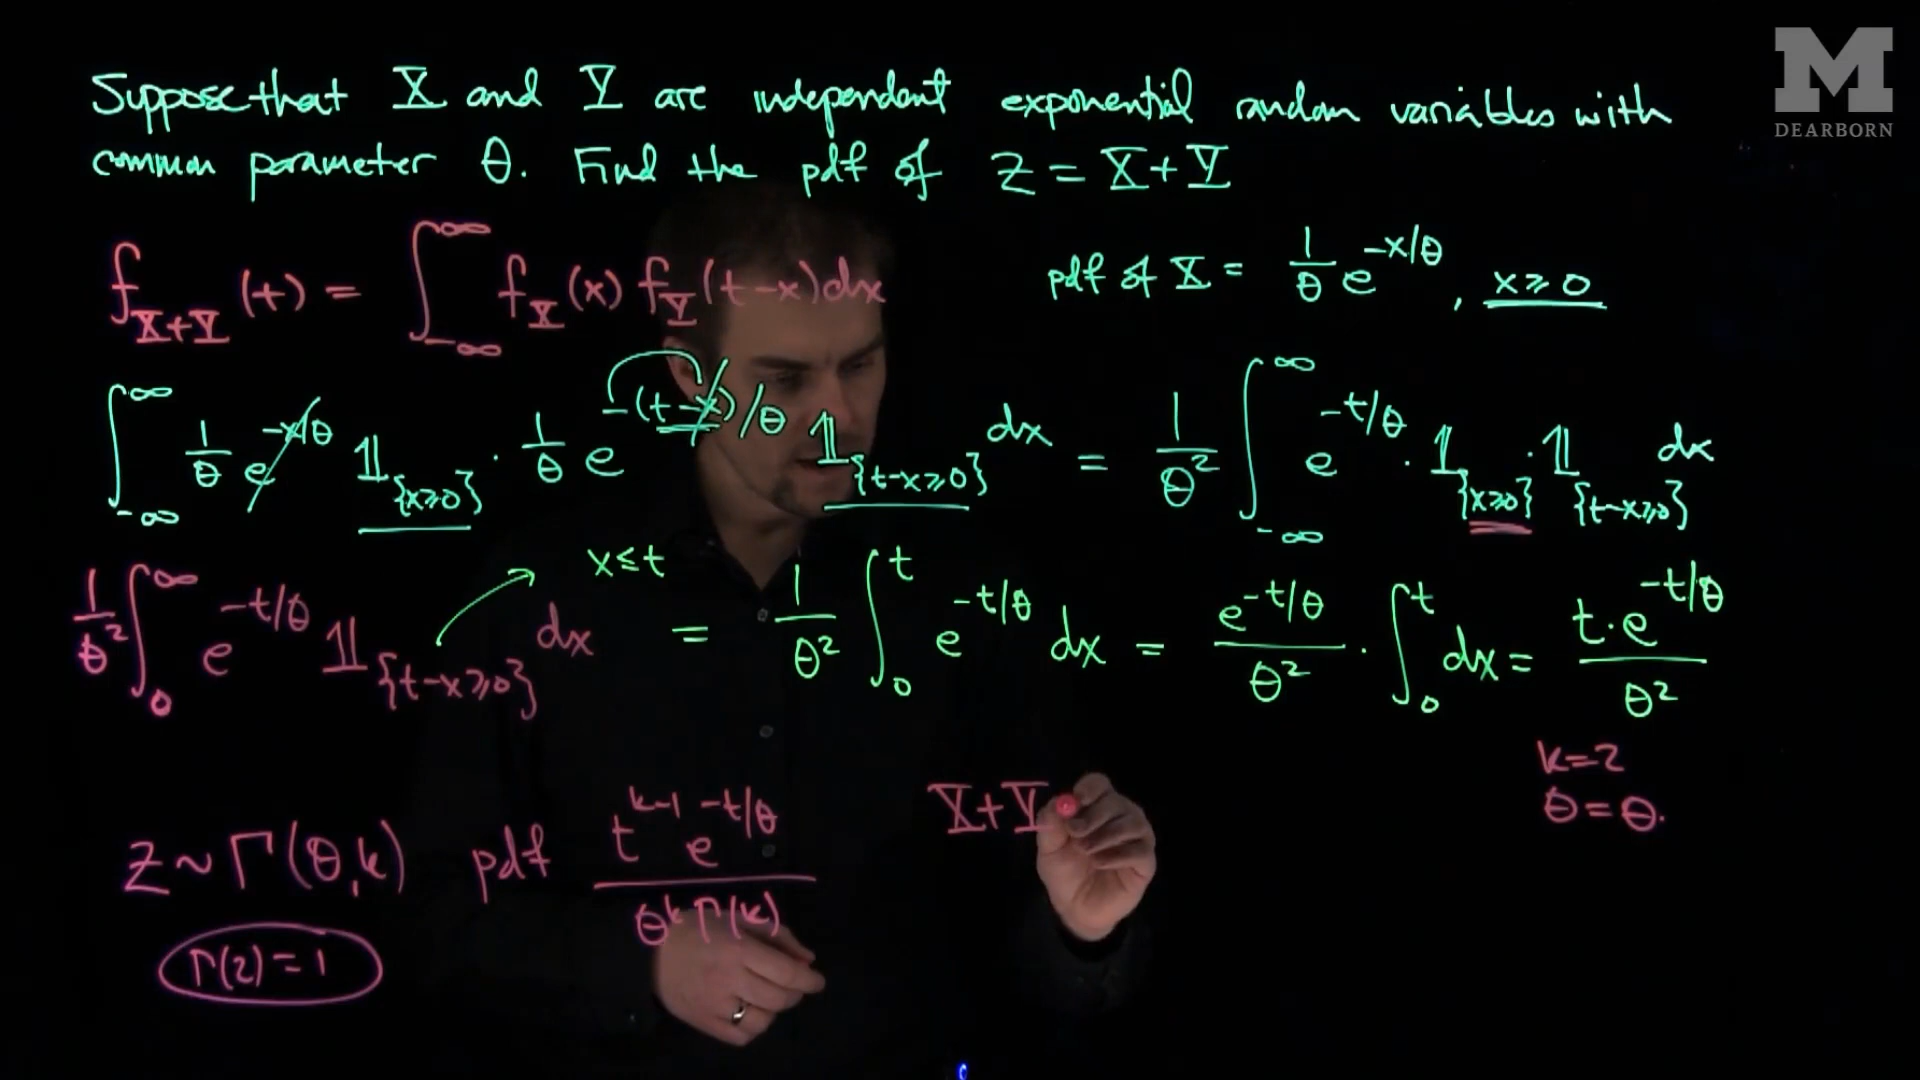 M
DEARBORN
Suppose that X and Y are independent exponential random variables with
common parameter θ. Find the pdf of Z = X+Y
f_{X+Y}(t) = ∫_{-∞}^{∞} f_X(x) f_Y(t-x)dx
pdf of X = 1/θ e^{-x/θ}, x≥0
∫_{-∞}^{∞} 1/θ e^{-x/θ} 𝟙_{x≥0} · 1/θ e^{-(t-x)/θ} 𝟙_{t-x≥0} dx = 1/θ² ∫_{-∞}^{∞} e^{-t/θ} · 𝟙_{x≥0} · 𝟙_{t-x≥0} dx
1/θ² ∫_0^∞ e^{-t/θ} 𝟙_{t-x≥0} dx x≤t = 1/θ² ∫_0^t e^{-t/θ} dx = e^{-t/θ}/θ² · ∫_0^t dx = t·e^{-t/θ}/θ²
k=2
θ=θ.
Z ~ Γ(θ,k) pdf t^{k-1} e^{-t/θ} / θ^k Γ(k)
X+Y
Γ(2)=1